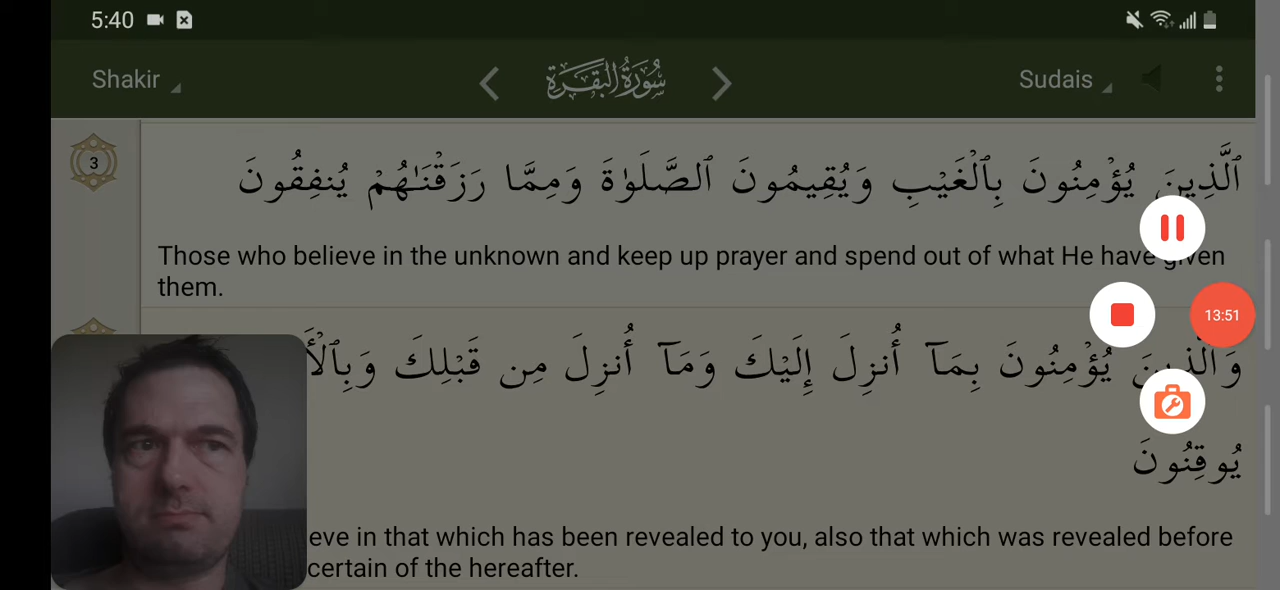 5:40
Shakir
سُورَةُ البَقَرَةِ
Sudais
3
ٱلَّذِينَ يُؤْمِنُونَ بِٱلْغَيْبِ وَيُقِيمُونَ ٱلصَّلَوٰةَ وَمِمَّا رَزَقْنَـٰهُمْ يُنفِقُونَ
Those who believe in the unknown and keep up prayer and spend out of what He have given
them.
13:51
وَٱلَّذِينَ يُؤْمِنُونَ بِمَآ أُنزِلَ إِلَيْكَ وَمَآ أُنزِلَ مِن قَبْلِكَ
يُوقِنُونَ
eve in that which has been revealed to you, also that which was revealed before
certain of the hereafter.